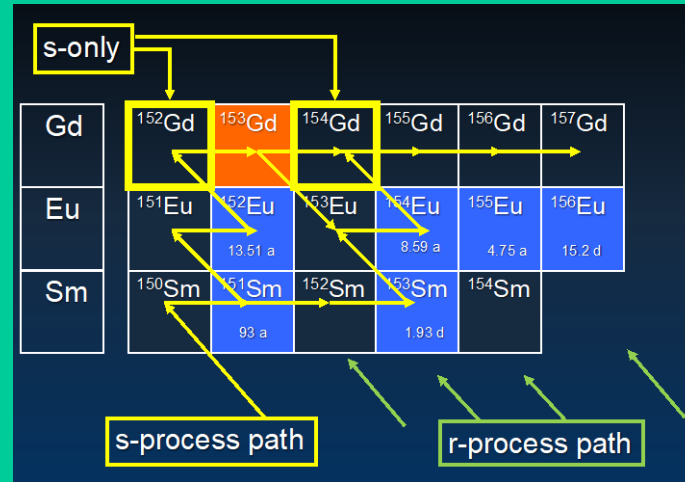 s-only
Gd ¹⁵²Gd ¹⁵³Gd ¹⁵⁴Gd ¹⁵⁵Gd ¹⁵⁶Gd ¹⁵⁷Gd
Eu ¹⁵¹Eu ¹⁵²Eu ¹⁵³Eu ¹⁵⁴Eu ¹⁵⁵Eu ¹⁵⁶Eu
13.51 a 8.59 a 4.75 a 15.2 d
Sm ¹⁵⁰Sm ¹⁵¹Sm ¹⁵²Sm ¹⁵³Sm ¹⁵⁴Sm
93 a 1.93 d
s-process path r-process path